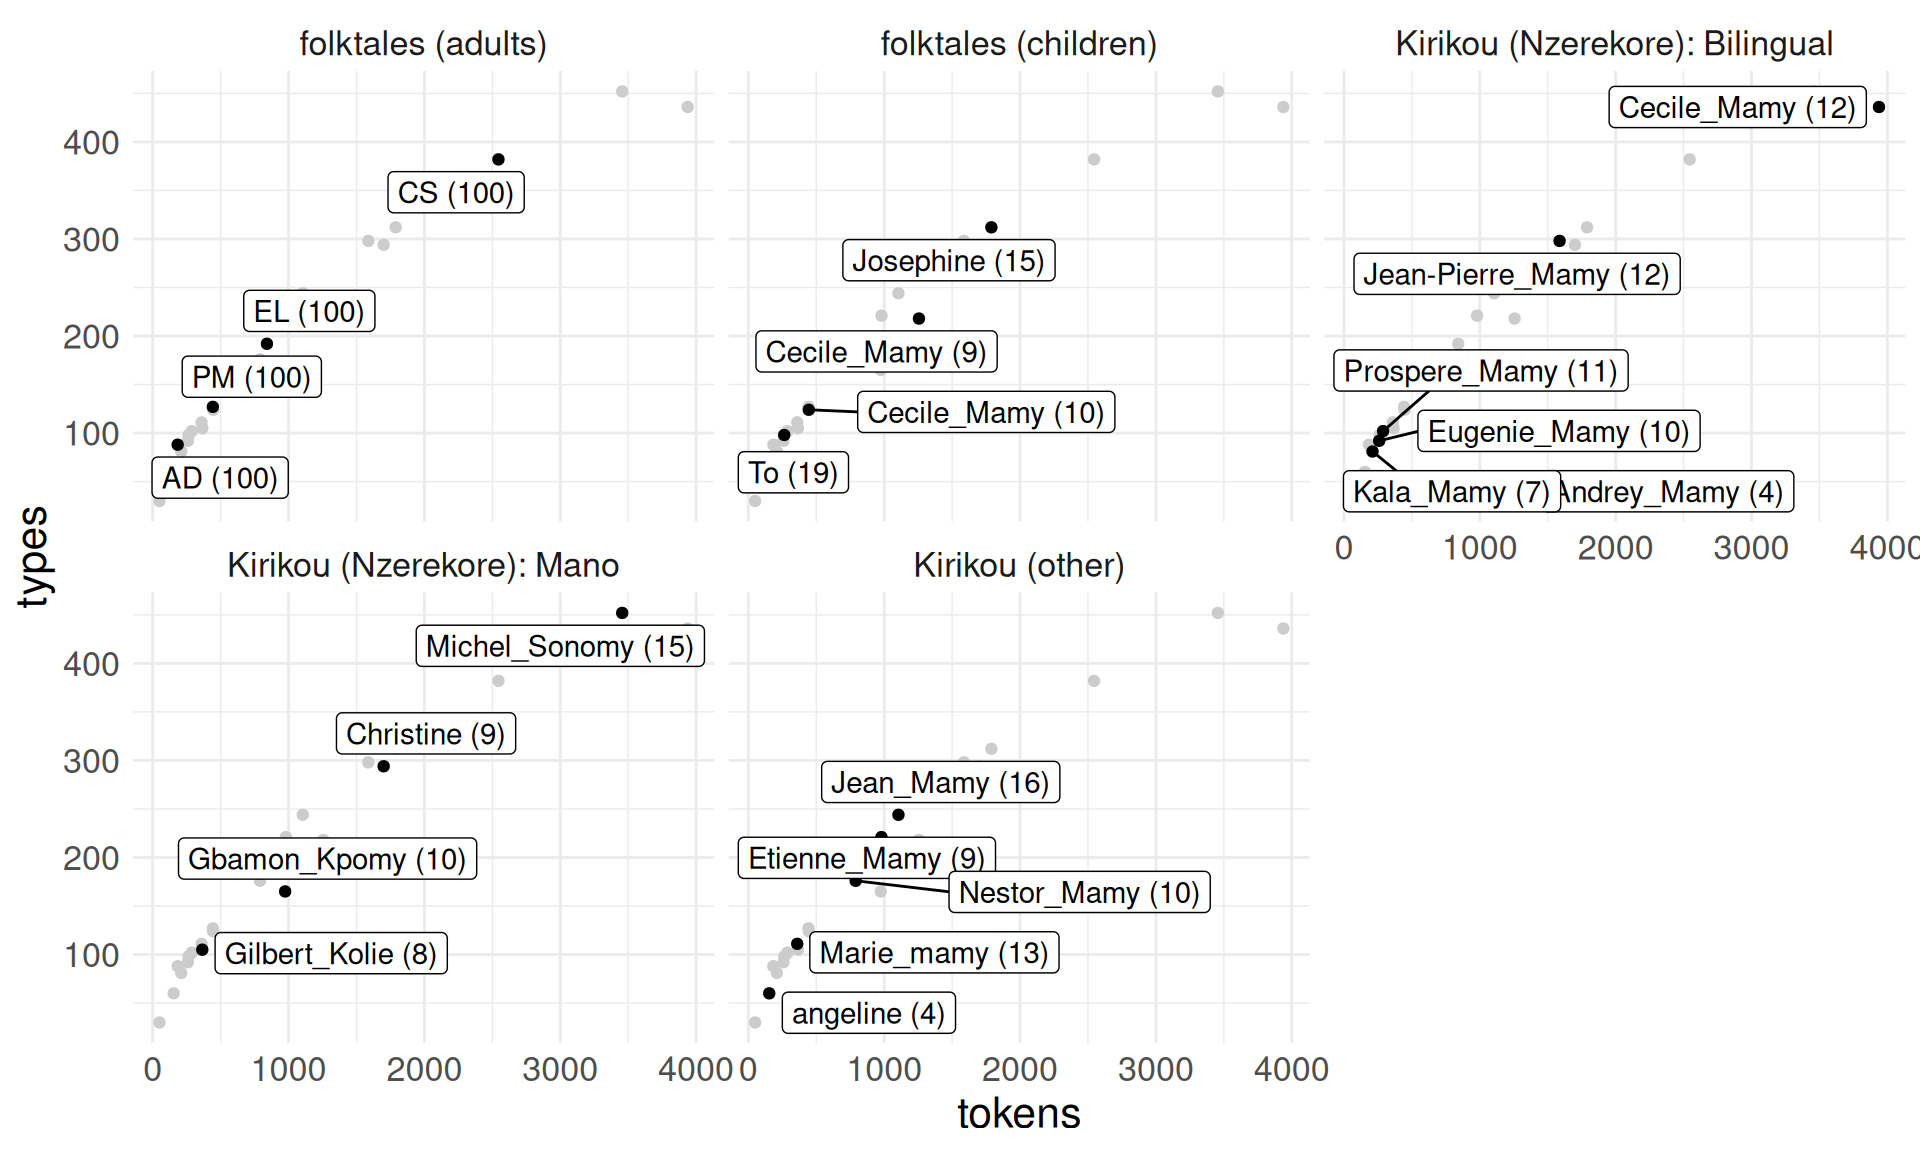 folktales (adults)
folktales (children)
Kirikou (Nzerekore): Bilingual
types
400
300
200
100
CS (100)
EL (100)
PM (100)
AD (100)
Josephine (15)
Cecile_Mamy (9)
Cecile_Mamy (10)
To (19)
Cecile_Mamy (12)
Jean-Pierre_Mamy (12)
Prospere_Mamy (11)
Eugenie_Mamy (10)
Kala_Mamy (7)
Andrey_Mamy (4)
0 1000 2000 3000 4000
Kirikou (Nzerekore): Mano
Kirikou (other)
400
300
200
100
Michel_Sonomy (15)
Christine (9)
Gbamon_Kpomy (10)
Gilbert_Kolie (8)
Jean_Mamy (16)
Etienne_Mamy (9)
Nestor_Mamy (10)
Marie_mamy (13)
angeline (4)
0 1000 2000 3000 4000
0 1000 2000 3000 4000
tokens